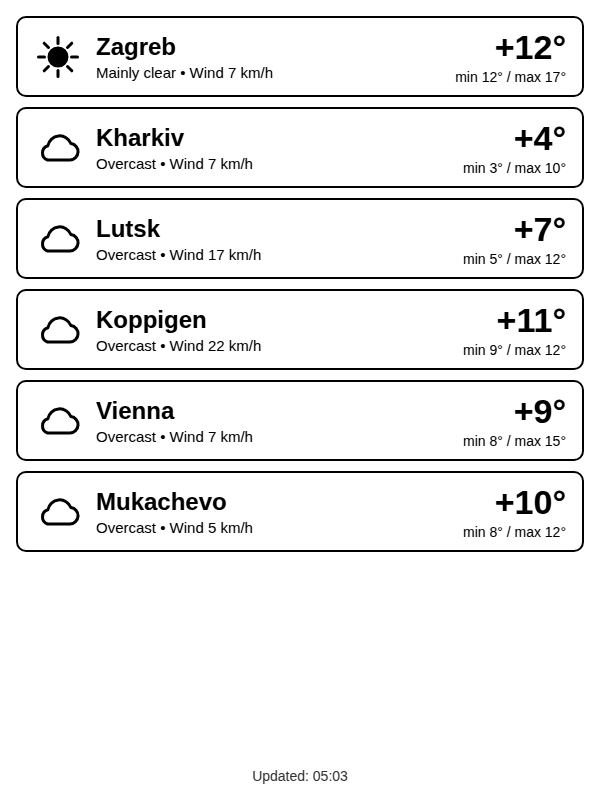 Zagreb
Mainly clear • Wind 7 km/h
+12°
min 12° / max 17°
Kharkiv
Overcast • Wind 7 km/h
+4°
min 3° / max 10°
Lutsk
Overcast • Wind 17 km/h
+7°
min 5° / max 12°
Koppigen
Overcast • Wind 22 km/h
+11°
min 9° / max 12°
Vienna
Overcast • Wind 7 km/h
+9°
min 8° / max 15°
Mukachevo
Overcast • Wind 5 km/h
+10°
min 8° / max 12°
Updated: 05:03